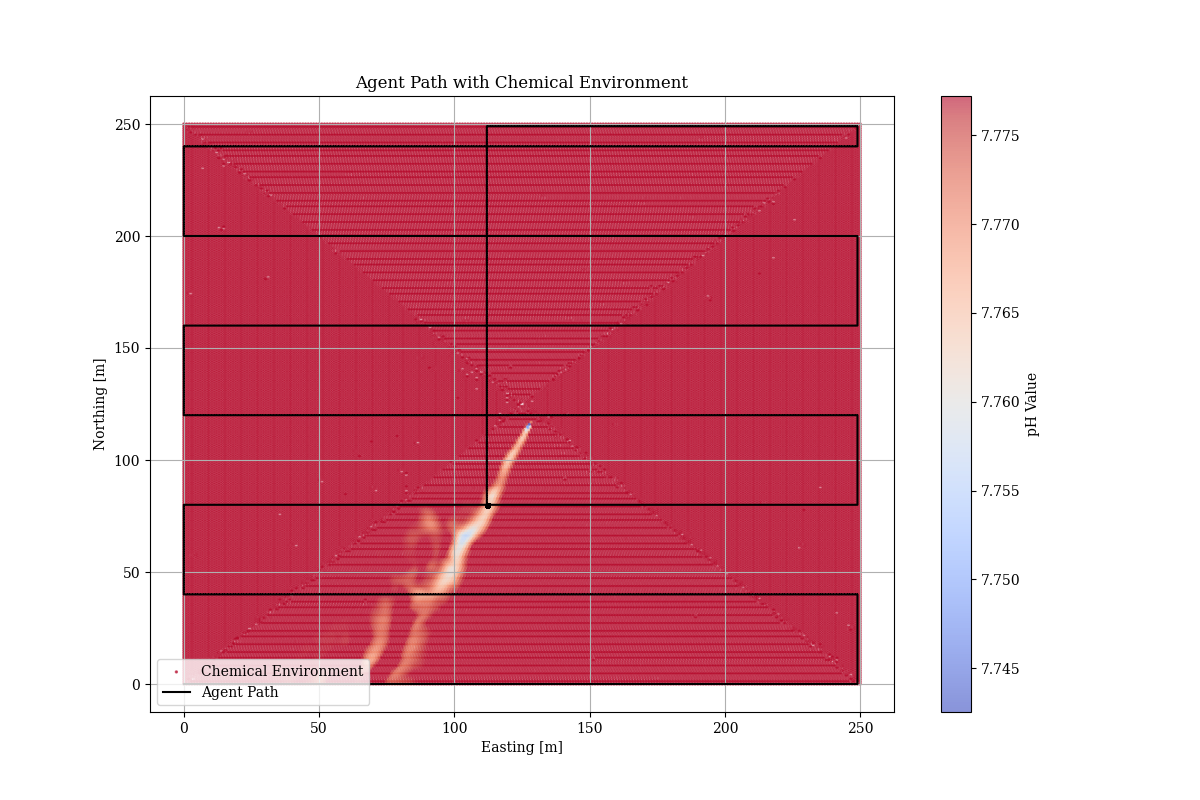 Agent Path with Chemical Environment
250
200
150
100
50
0
Northing [m]
0 50 100 150 200 250
Easting [m]
Chemical Environment
Agent Path
7.775
7.770
7.765
7.760
7.755
7.750
7.745
pH Value